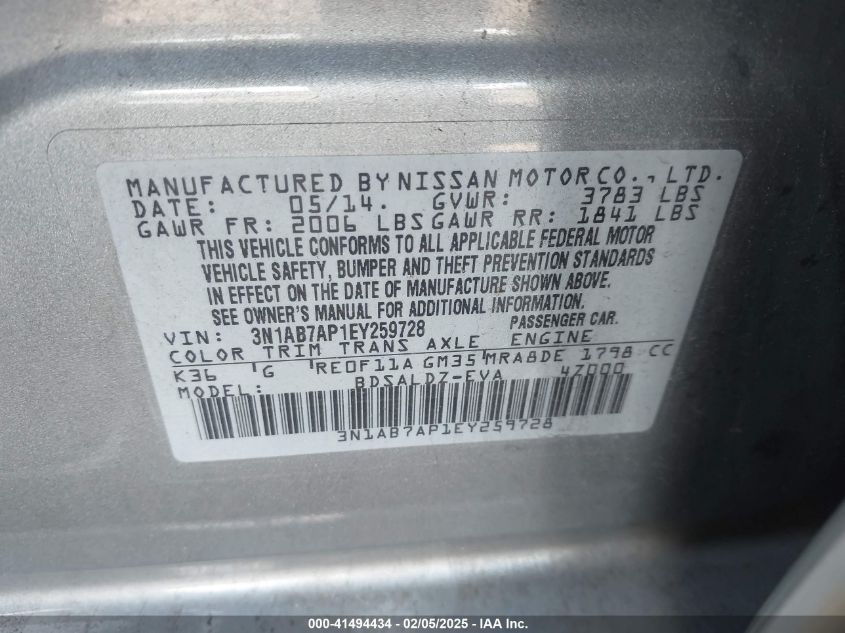 MANUFACTURED BY NISSAN MOTOR CO., LTD.
DATE: 05/14. GVWR: 3783 LBS
GAWR FR: 2006 LBS GAWR RR: 1841 LBS
THIS VEHICLE CONFORMS TO ALL APPLICABLE FEDERAL MOTOR
VEHICLE SAFETY, BUMPER AND THEFT PREVENTION STANDARDS
IN EFFECT ON THE DATE OF MANUFACTURE SHOWN ABOVE.
SEE OWNER'S MANUAL FOR ADDITIONAL INFORMATION.
VIN: 3N1AB7AP1EY259728 PASSENGER CAR.
COLOR TRIM TRANS AXLE ENGINE
K36 G RE0F11A GM35 MRA8DE 1798 CC
MODEL: BDSALDZ-EVA 4Z000
3N1AB7AP1EY259728
000-41494434 - 02/05/2025 - IAA Inc.